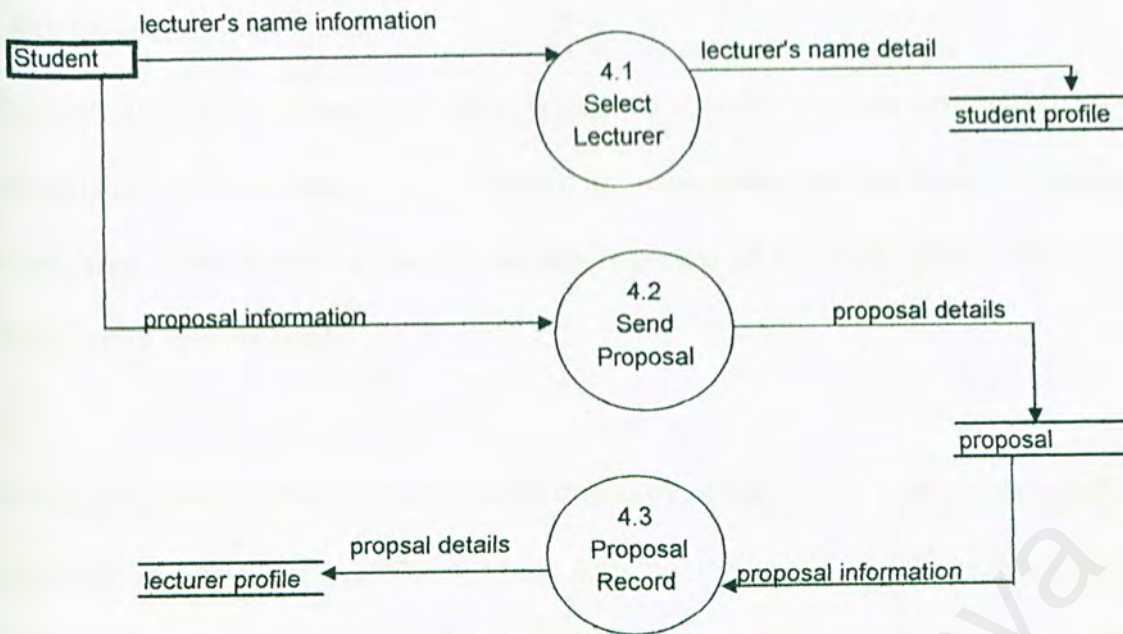 lecturer's name information
Student
4.1
Select
Lecturer
lecturer's name detail
student profile
proposal information
4.2
Send
Proposal
proposal details
proposal
4.3
Proposal
Record
proposal information
propsal details
lecturer profile